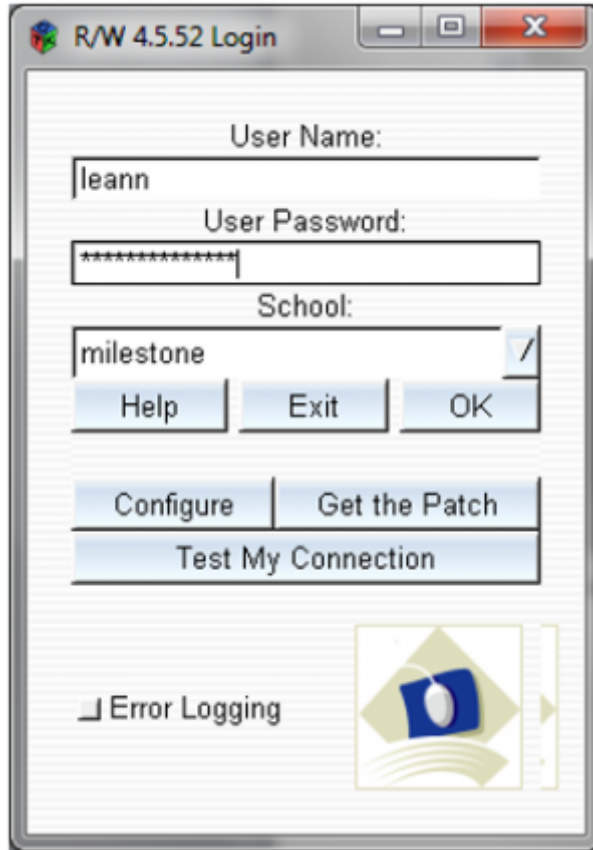 R/W 4.5.52 Login
User Name:
leann
User Password:
**************
School:
milestone
Help Exit OK
Configure Get the Patch
Test My Connection
Error Logging